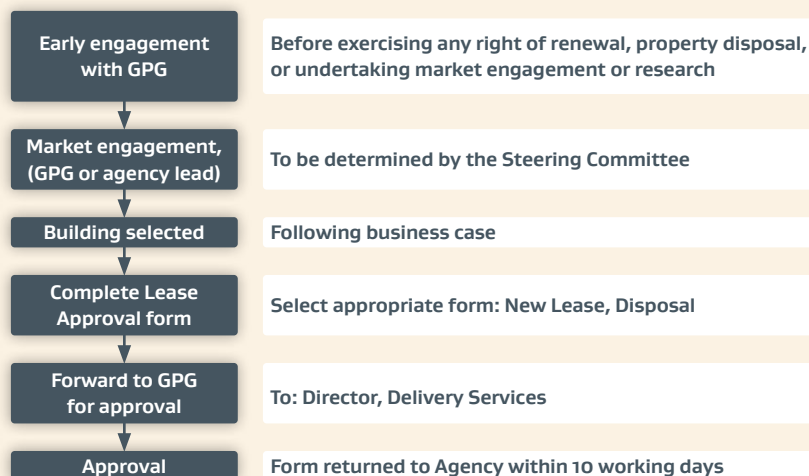 Early engagement
with GPG
Before exercising any right of renewal, property disposal,
or undertaking market engagement or research
Market engagement,
(GPG or agency lead)
To be determined by the Steering Committee
Building selected
Following business case
Complete Lease
Approval form
Select appropriate form: New Lease, Disposal
Forward to GPG
for approval
To: Director, Delivery Services
Approval
Form returned to Agency within 10 working days